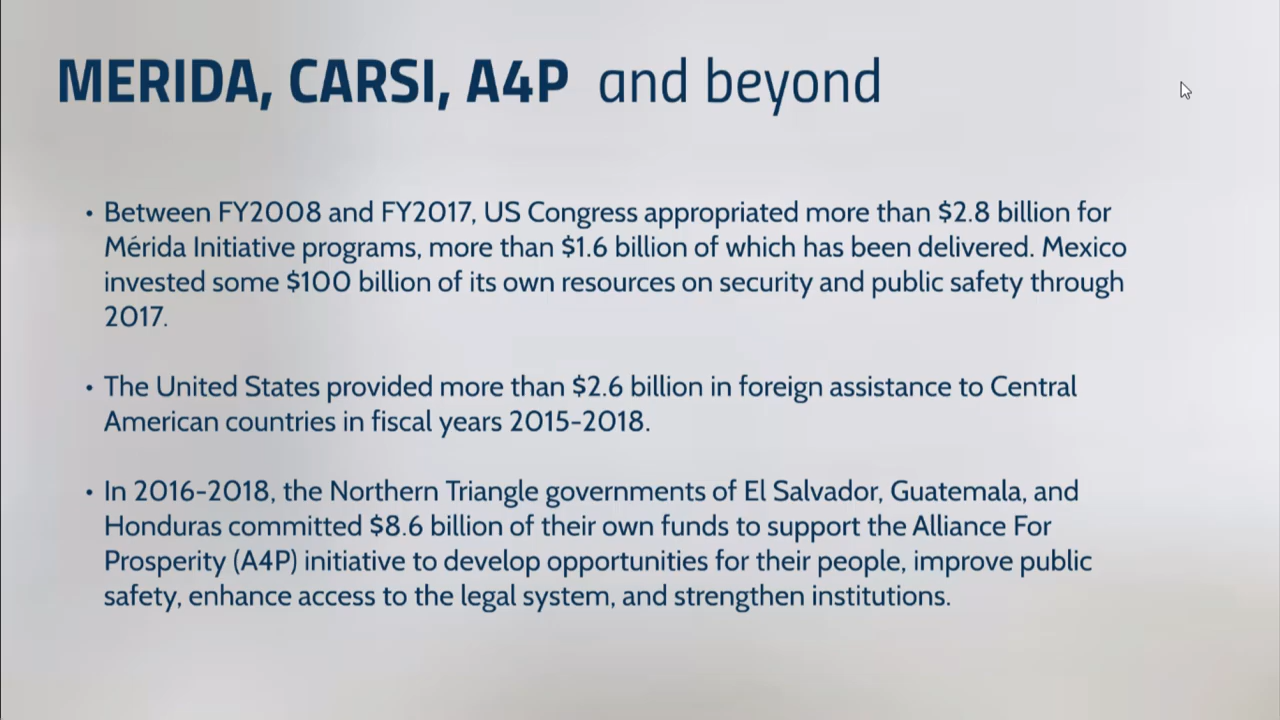 MERIDA, CARSI, A4P and beyond
• Between FY2008 and FY2017, US Congress appropriated more than $2.8 billion for
Mérida Initiative programs, more than $1.6 billion of which has been delivered. Mexico
invested some $100 billion of its own resources on security and public safety through
2017.
• The United States provided more than $2.6 billion in foreign assistance to Central
American countries in fiscal years 2015-2018.
• In 2016-2018, the Northern Triangle governments of El Salvador, Guatemala, and
Honduras committed $8.6 billion of their own funds to support the Alliance For
Prosperity (A4P) initiative to develop opportunities for their people, improve public
safety, enhance access to the legal system, and strengthen institutions.